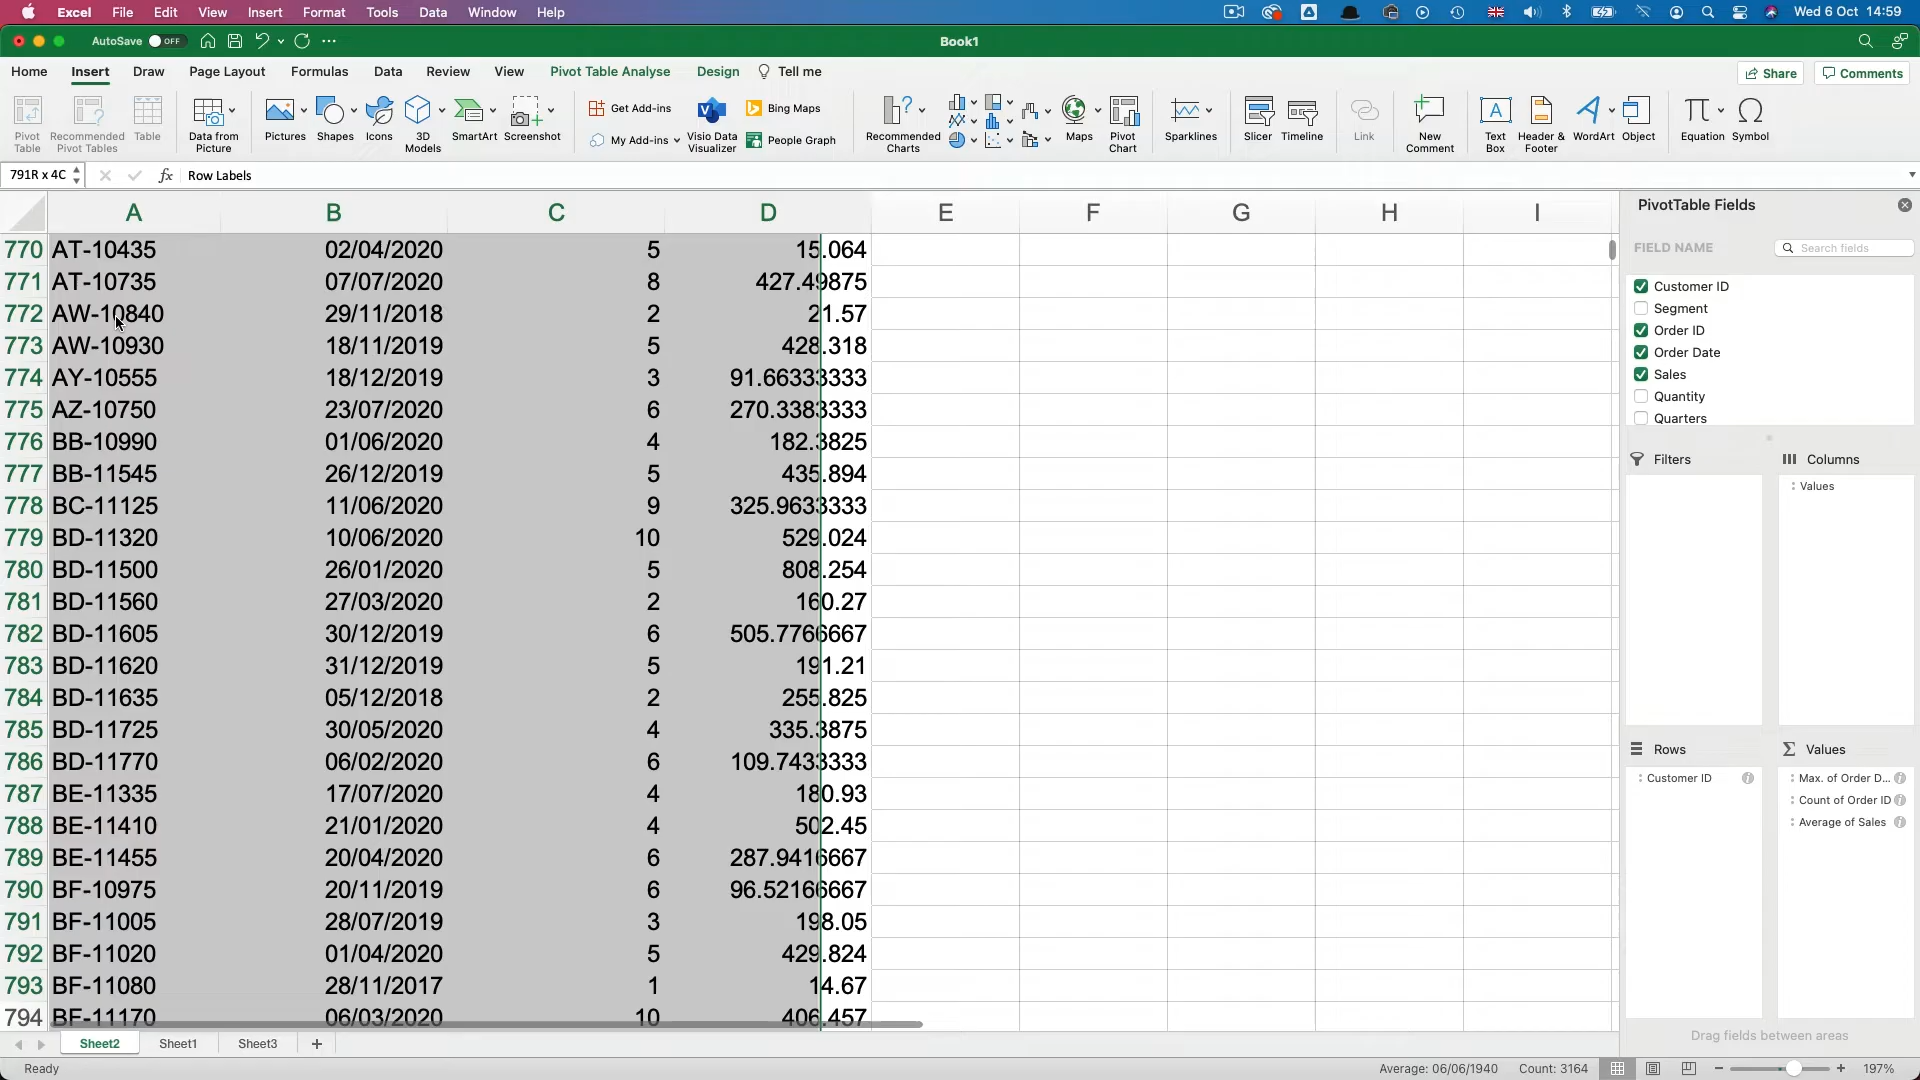 Excel File Edit View Insert Format Tools Data Window Help Wed 6 Oct 14:59
AutoSave OFF Book1
Home Insert Draw Page Layout Formulas Data Review View Pivot Table Analyse Design Tell me Share Comments
Pivot Table
Recommended Pivot Tables
Table
Data from Picture
Pictures
Shapes
Icons
3D Models
SmartArt
Screenshot
Get Add-ins
My Add-ins
Visio Data Visualizer
Bing Maps
People Graph
Recommended Charts
Maps
Pivot Chart
Sparklines
Slicer
Timeline
Link
New Comment
Text Box
Header & Footer
WordArt
Object
Equation
Symbol
791R x 4C fx Row Labels
A B C D E F G H I
770 AT-10435 02/04/2020 5 15.064
771 AT-10735 07/07/2020 8 427.49875
772 AW-10840 29/11/2018 2 21.57
773 AW-10930 18/11/2019 5 428.318
774 AY-10555 18/12/2019 3 91.66333333
775 AZ-10750 23/07/2020 6 270.3383333
776 BB-10990 01/06/2020 4 182.3825
777 BB-11545 26/12/2019 5 435.894
778 BC-11125 11/06/2020 9 325.9633333
779 BD-11320 10/06/2020 10 529.024
780 BD-11500 26/01/2020 5 808.254
781 BD-11560 27/03/2020 2 160.27
782 BD-11605 30/12/2019 6 505.7766667
783 BD-11620 31/12/2019 5 191.21
784 BD-11635 05/12/2018 2 255.825
785 BD-11725 30/05/2020 4 335.3875
786 BD-11770 06/02/2020 6 109.7433333
787 BE-11335 17/07/2020 4 180.93
788 BE-11410 21/01/2020 4 502.45
789 BE-11455 20/04/2020 6 287.9416667
790 BF-10975 20/11/2019 6 96.52166667
791 BF-11005 28/07/2019 3 198.05
792 BF-11020 01/04/2020 5 429.824
793 BF-11080 28/11/2017 1 14.67
794 BF-11170 06/03/2020 10 406.457
PivotTable Fields
FIELD NAME Search fields
Customer ID
Segment
Order ID
Order Date
Sales
Quantity
Quarters
Filters
Columns
Values
Rows
Customer ID
Values
Max. of Order D...
Count of Order ID
Average of Sales
Drag fields between areas
Sheet2 Sheet1 Sheet3
Ready Average: 06/06/1940 Count: 3164 197%